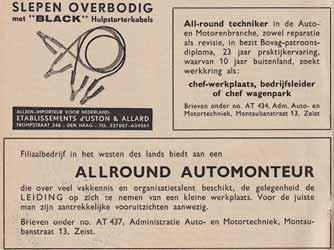 SLEPEN OVERBODIG
met "BLACK" Hulpstarterkabels
ALLEEN-IMPORTEUR VOOR NEDERLAND:
ETABLISSEMENTS d'USTON & ALLARD
TROMPSTRAAT 348 - DEN HAAG - TEL. 337007-634561
All-round techniker in de Auto-
en Motorenbranche, zowel reparatie
als revisie, in bezit Bovag-patroons-
diploma, 23 jaar praktijkervaring,
waarvan 10 jaar buitenland, zoekt
werkkring als:
chef-werkplaats, bedrijfsleider
of chef wagenpark
Brieven onder no. AT 434, Adm. Auto- en
Motortechniek, Montaubanstraat 13, Zeist.
Filiaalbedrijf in het westen des lands biedt aan een
ALLROUND AUTOMONTEUR
die over veel vakkennis en organisatietalent beschikt, de gelegenheid de
LEIDING op zich te nemen van een kleine werkplaats. Voor de juiste
man zijn aantrekkelijke vooruitzichten aanwezig.
Brieven onder no. AT 437, Administratie Auto- en Motortechniek, Montau-
banstraat 13, Zeist.